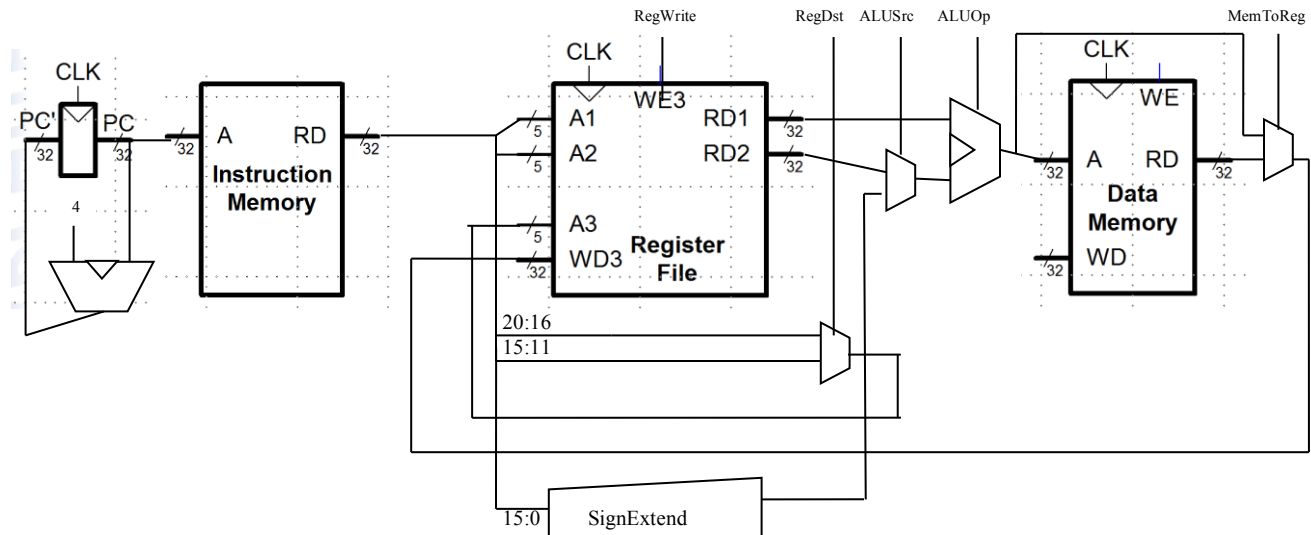 RegWrite
RegDst
ALUSrc
ALUOp
MemToReg
CLK
CLK
CLK
PC'
PC
WE3
WE
A
RD
A1
RD1
32
32
32
32
5
32
A2
RD2
5
32
A
RD
32
32
Instruction
Memory
Data
Memory
4
A3
5
Register
File
WD3
32
WD
32
20:16
15:11
15:0
SignExtend